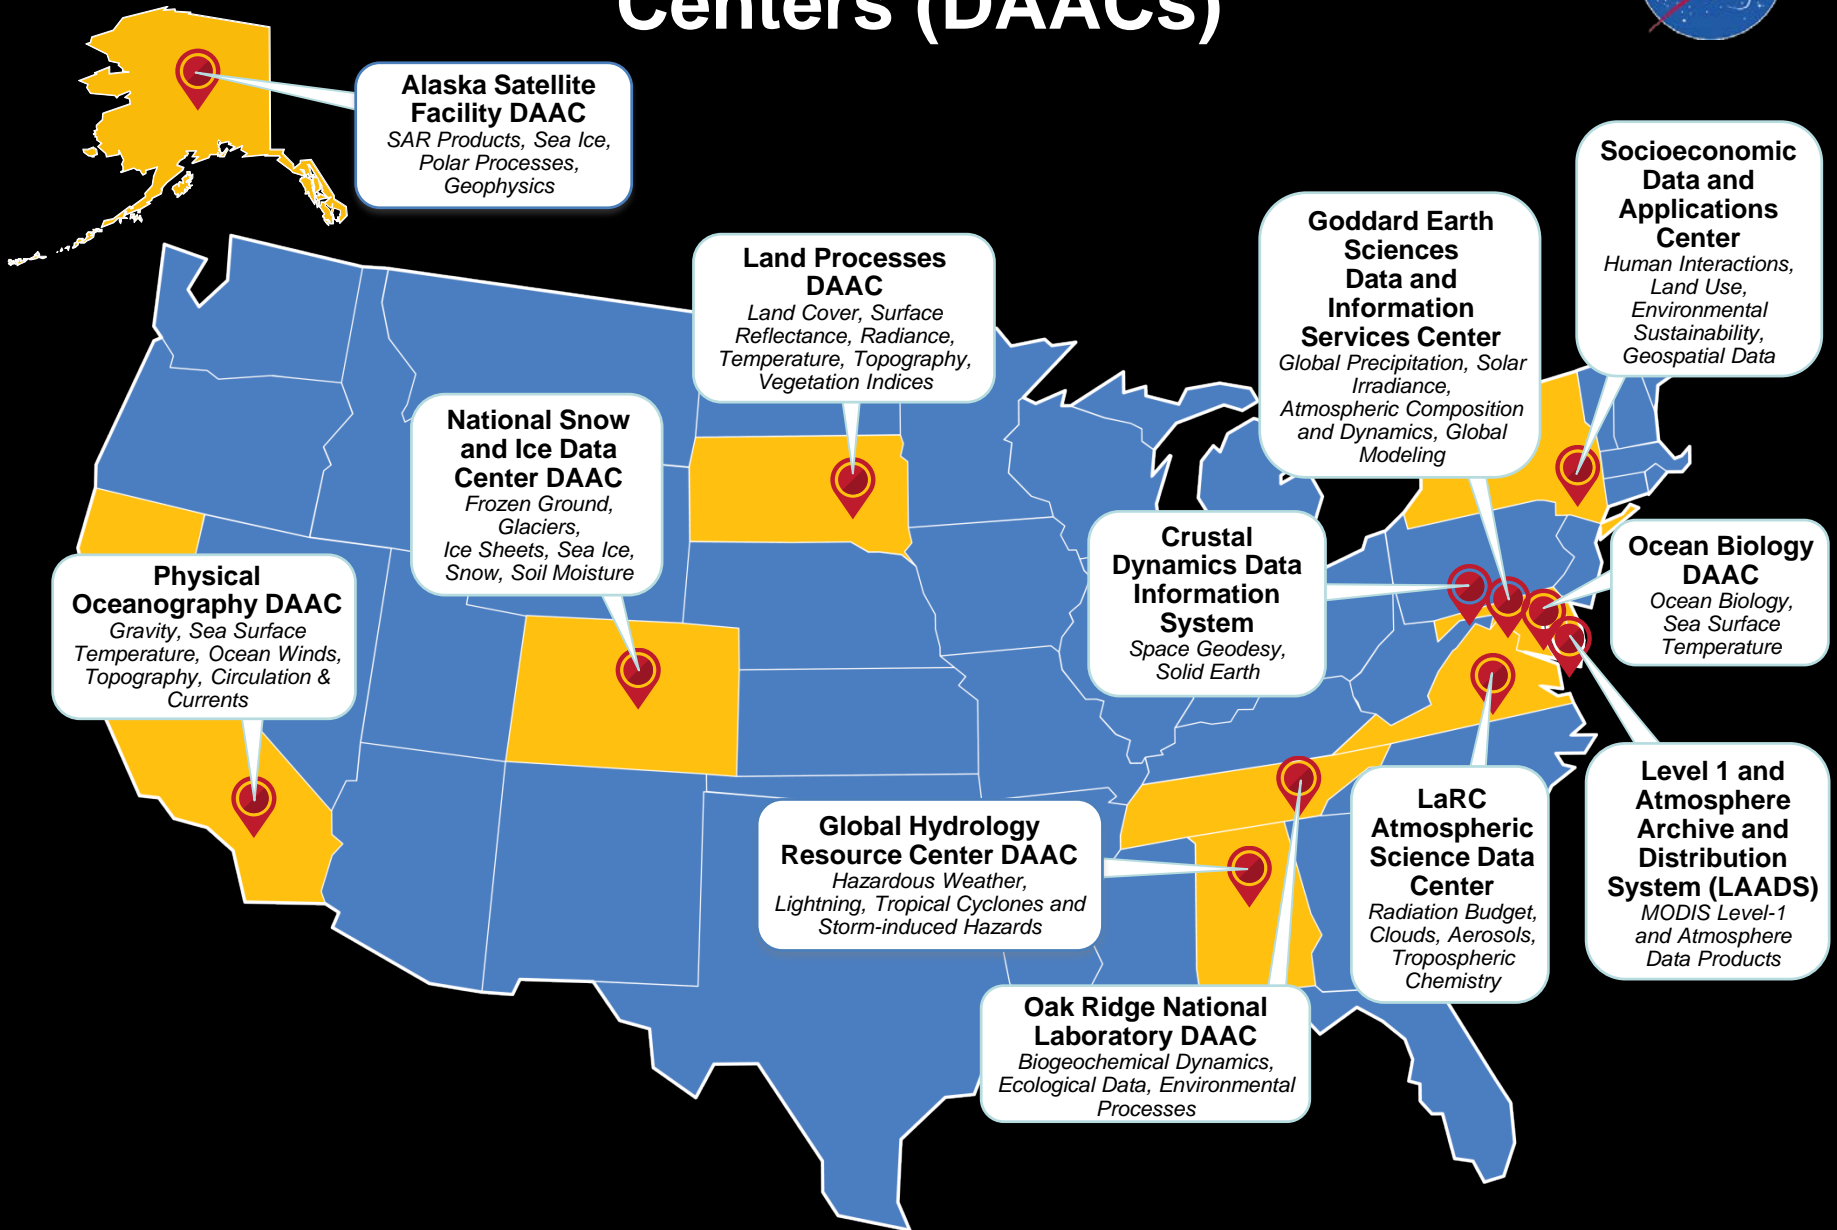 Centers (DAACs)
Alaska Satellite
Facility DAAC
SAR Products, Sea Ice,
Polar Processes,
Geophysics
Socioeconomic
Data and
Applications
Center
Human Interactions,
Land Use,
Environmental
Sustainability,
Geospatial Data
Goddard Earth
Sciences
Data and
Information
Services Center
Global Precipitation, Solar
Irradiance,
Atmospheric Composition
and Dynamics, Global
Modeling
Land Processes
DAAC
Land Cover, Surface
Reflectance, Radiance,
Temperature, Topography,
Vegetation Indices
National Snow
and Ice Data
Center DAAC
Frozen Ground,
Glaciers,
Ice Sheets, Sea Ice,
Snow, Soil Moisture
Crustal
Dynamics Data
Information
System
Space Geodesy,
Solid Earth
Ocean Biology
DAAC
Ocean Biology,
Sea Surface
Temperature
Physical
Oceanography DAAC
Gravity, Sea Surface
Temperature, Ocean Winds,
Topography, Circulation &
Currents
Level 1 and
Atmosphere
Archive and
Distribution
System (LAADS)
MODIS Level-1
and Atmosphere
Data Products
LaRC
Atmospheric
Science Data
Center
Radiation Budget,
Clouds, Aerosols,
Tropospheric
Chemistry
Global Hydrology
Resource Center DAAC
Hazardous Weather,
Lightning, Tropical Cyclones and
Storm-induced Hazards
Oak Ridge National
Laboratory DAAC
Biogeochemical Dynamics,
Ecological Data, Environmental
Processes